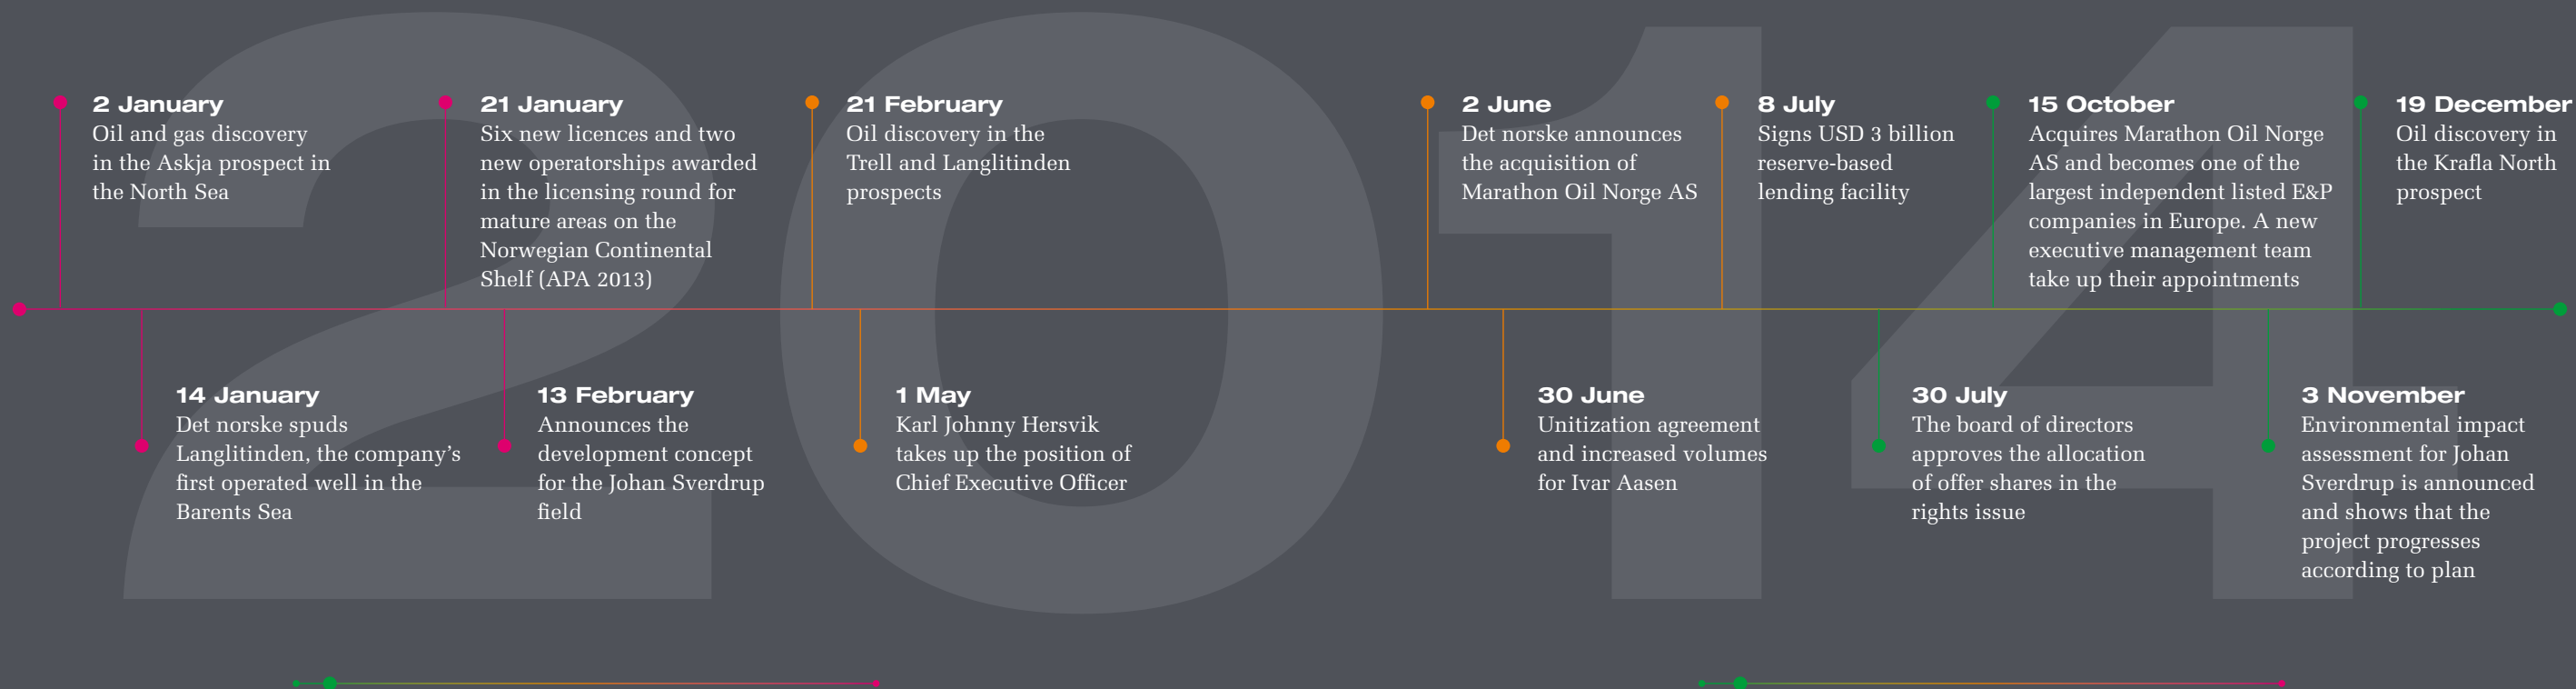 2014
2 January
Oil and gas discovery
in the Askja prospect in
the North Sea
21 January
Six new licences and two
new operatorships awarded
in the licensing round for
mature areas on the
Norwegian Continental
Shelf (APA 2013)
21 February
Oil discovery in the
Trell and Langlitinden
prospects
2 June
Det norske announces
the acquisition of
Marathon Oil Norge AS
8 July
Signs USD 3 billion
reserve-based
lending facility
15 October
Acquires Marathon Oil Norge
AS and becomes one of the
largest independent listed E&P
companies in Europe. A new
executive management team
take up their appointments
19 December
Oil discovery in
the Krafla North
prospect
14 January
Det norske spuds
Langlitinden, the company’s
first operated well in the
Barents Sea
13 February
Announces the
development concept
for the Johan Sverdrup
field
1 May
Karl Johnny Hersvik
takes up the position of
Chief Executive Officer
30 June
Unitization agreement
and increased volumes
for Ivar Aasen
30 July
The board of directors
approves the allocation
of offer shares in the
rights issue
3 November
Environmental impact
assessment for Johan
Sverdrup is announced
and shows that the
project progresses
according to plan